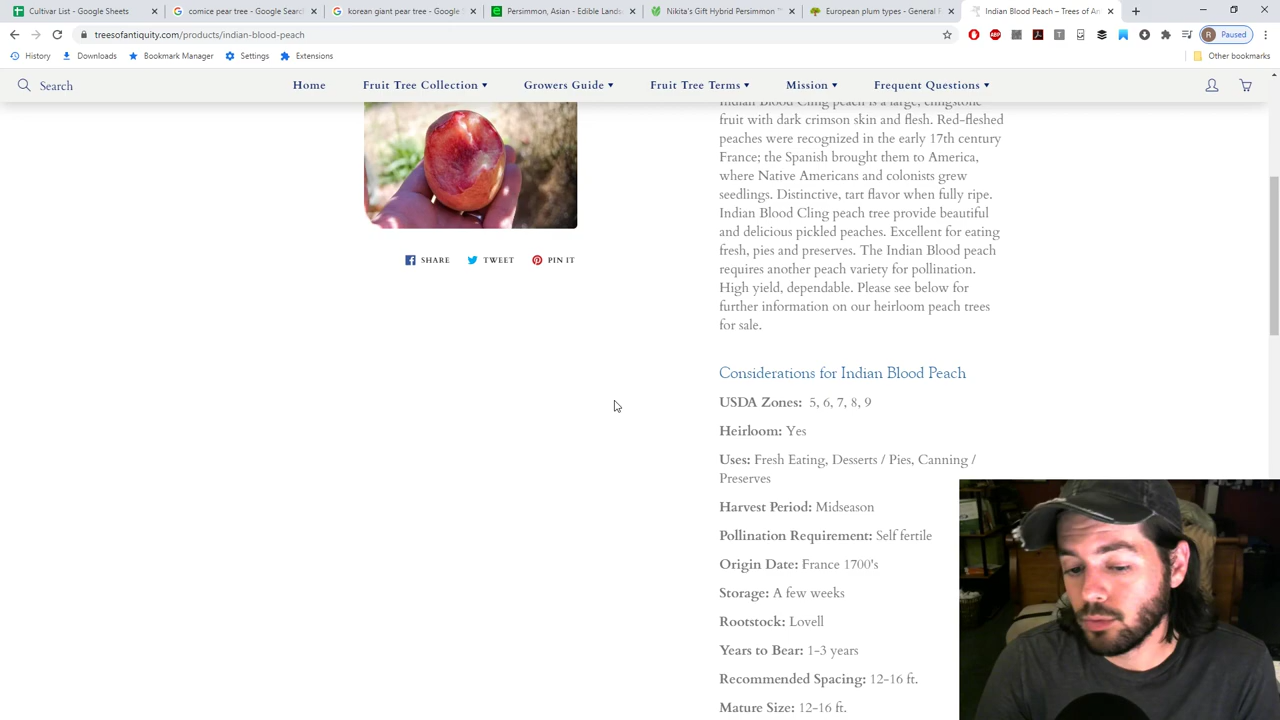 Cultivar List - Google Sheets
comice pear tree - Google Search
korean giant pear tree - Google S
Persimmon, Asian - Edible Lands
Nikita's Gift Hybrid Persimmon
European plum types - General F
Indian Blood Peach – Trees of An
treesofantiquity.com/products/indian-blood-peach
R Paused
History Downloads Bookmark Manager Settings Extensions Other bookmarks
Search Home Fruit Tree Collection Growers Guide Fruit Tree Terms Mission Frequent Questions
Indian Blood Cling peach is a large, clingstone
fruit with dark crimson skin and flesh. Red-fleshed
peaches were recognized in the early 17th century
France; the Spanish brought them to America,
where Native Americans and colonists grew
seedlings. Distinctive, tart flavor when fully ripe.
Indian Blood Cling peach tree provide beautiful
and delicious pickled peaches. Excellent for eating
fresh, pies and preserves. The Indian Blood peach
requires another peach variety for pollination.
High yield, dependable. Please see below for
further information on our heirloom peach trees
for sale.
SHARE TWEET PIN IT
Considerations for Indian Blood Peach
USDA Zones: 5, 6, 7, 8, 9
Heirloom: Yes
Uses: Fresh Eating, Desserts / Pies, Canning /
Preserves
Harvest Period: Midseason
Pollination Requirement: Self fertile
Origin Date: France 1700's
Storage: A few weeks
Rootstock: Lovell
Years to Bear: 1-3 years
Recommended Spacing: 12-16 ft.
Mature Size: 12-16 ft.